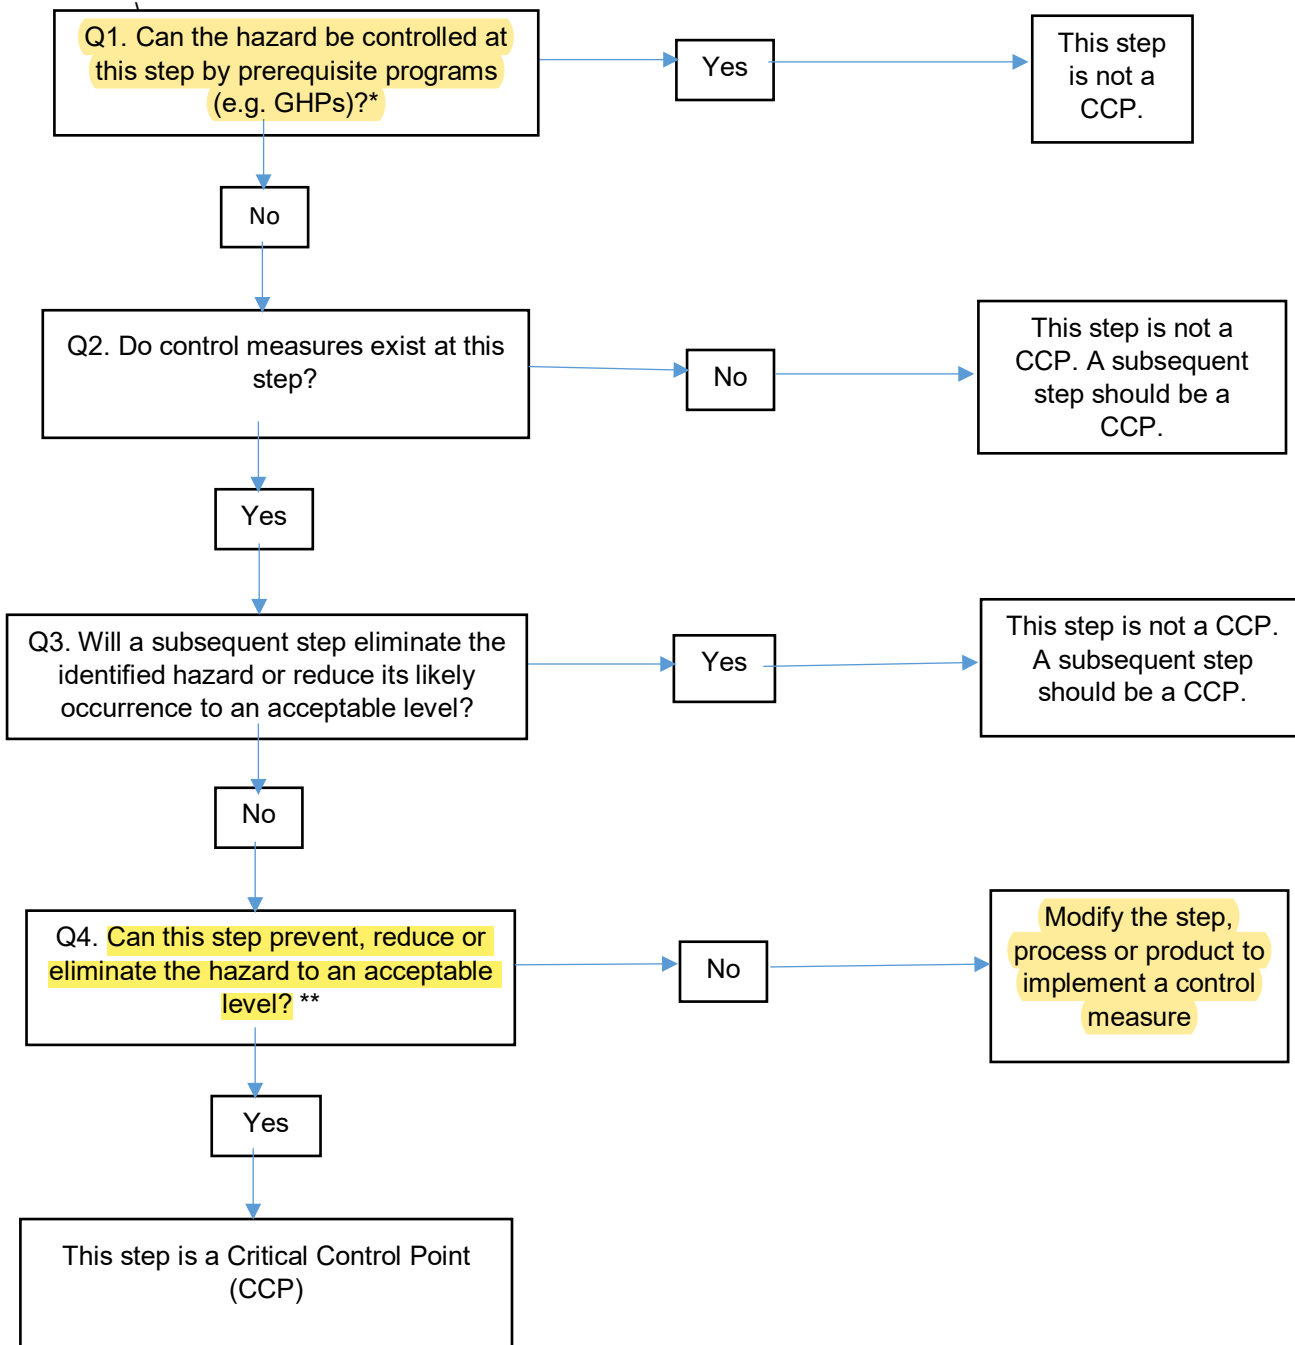 Q1. Can the hazard be controlled at
this step by prerequisite programs
(e.g. GHPs)?*
Yes
This step
is not a
CCP.
No
Q2. Do control measures exist at this
step?
No
This step is not a
CCP. A subsequent
step should be a
CCP.
Yes
Q3. Will a subsequent step eliminate the
identified hazard or reduce its likely
occurrence to an acceptable level?
Yes
This step is not a CCP.
A subsequent step
should be a CCP.
No
Q4. Can this step prevent, reduce or
eliminate the hazard to an acceptable
level? **
No
Modify the step,
process or product to
implement a control
measure
Yes
This step is a Critical Control Point
(CCP)